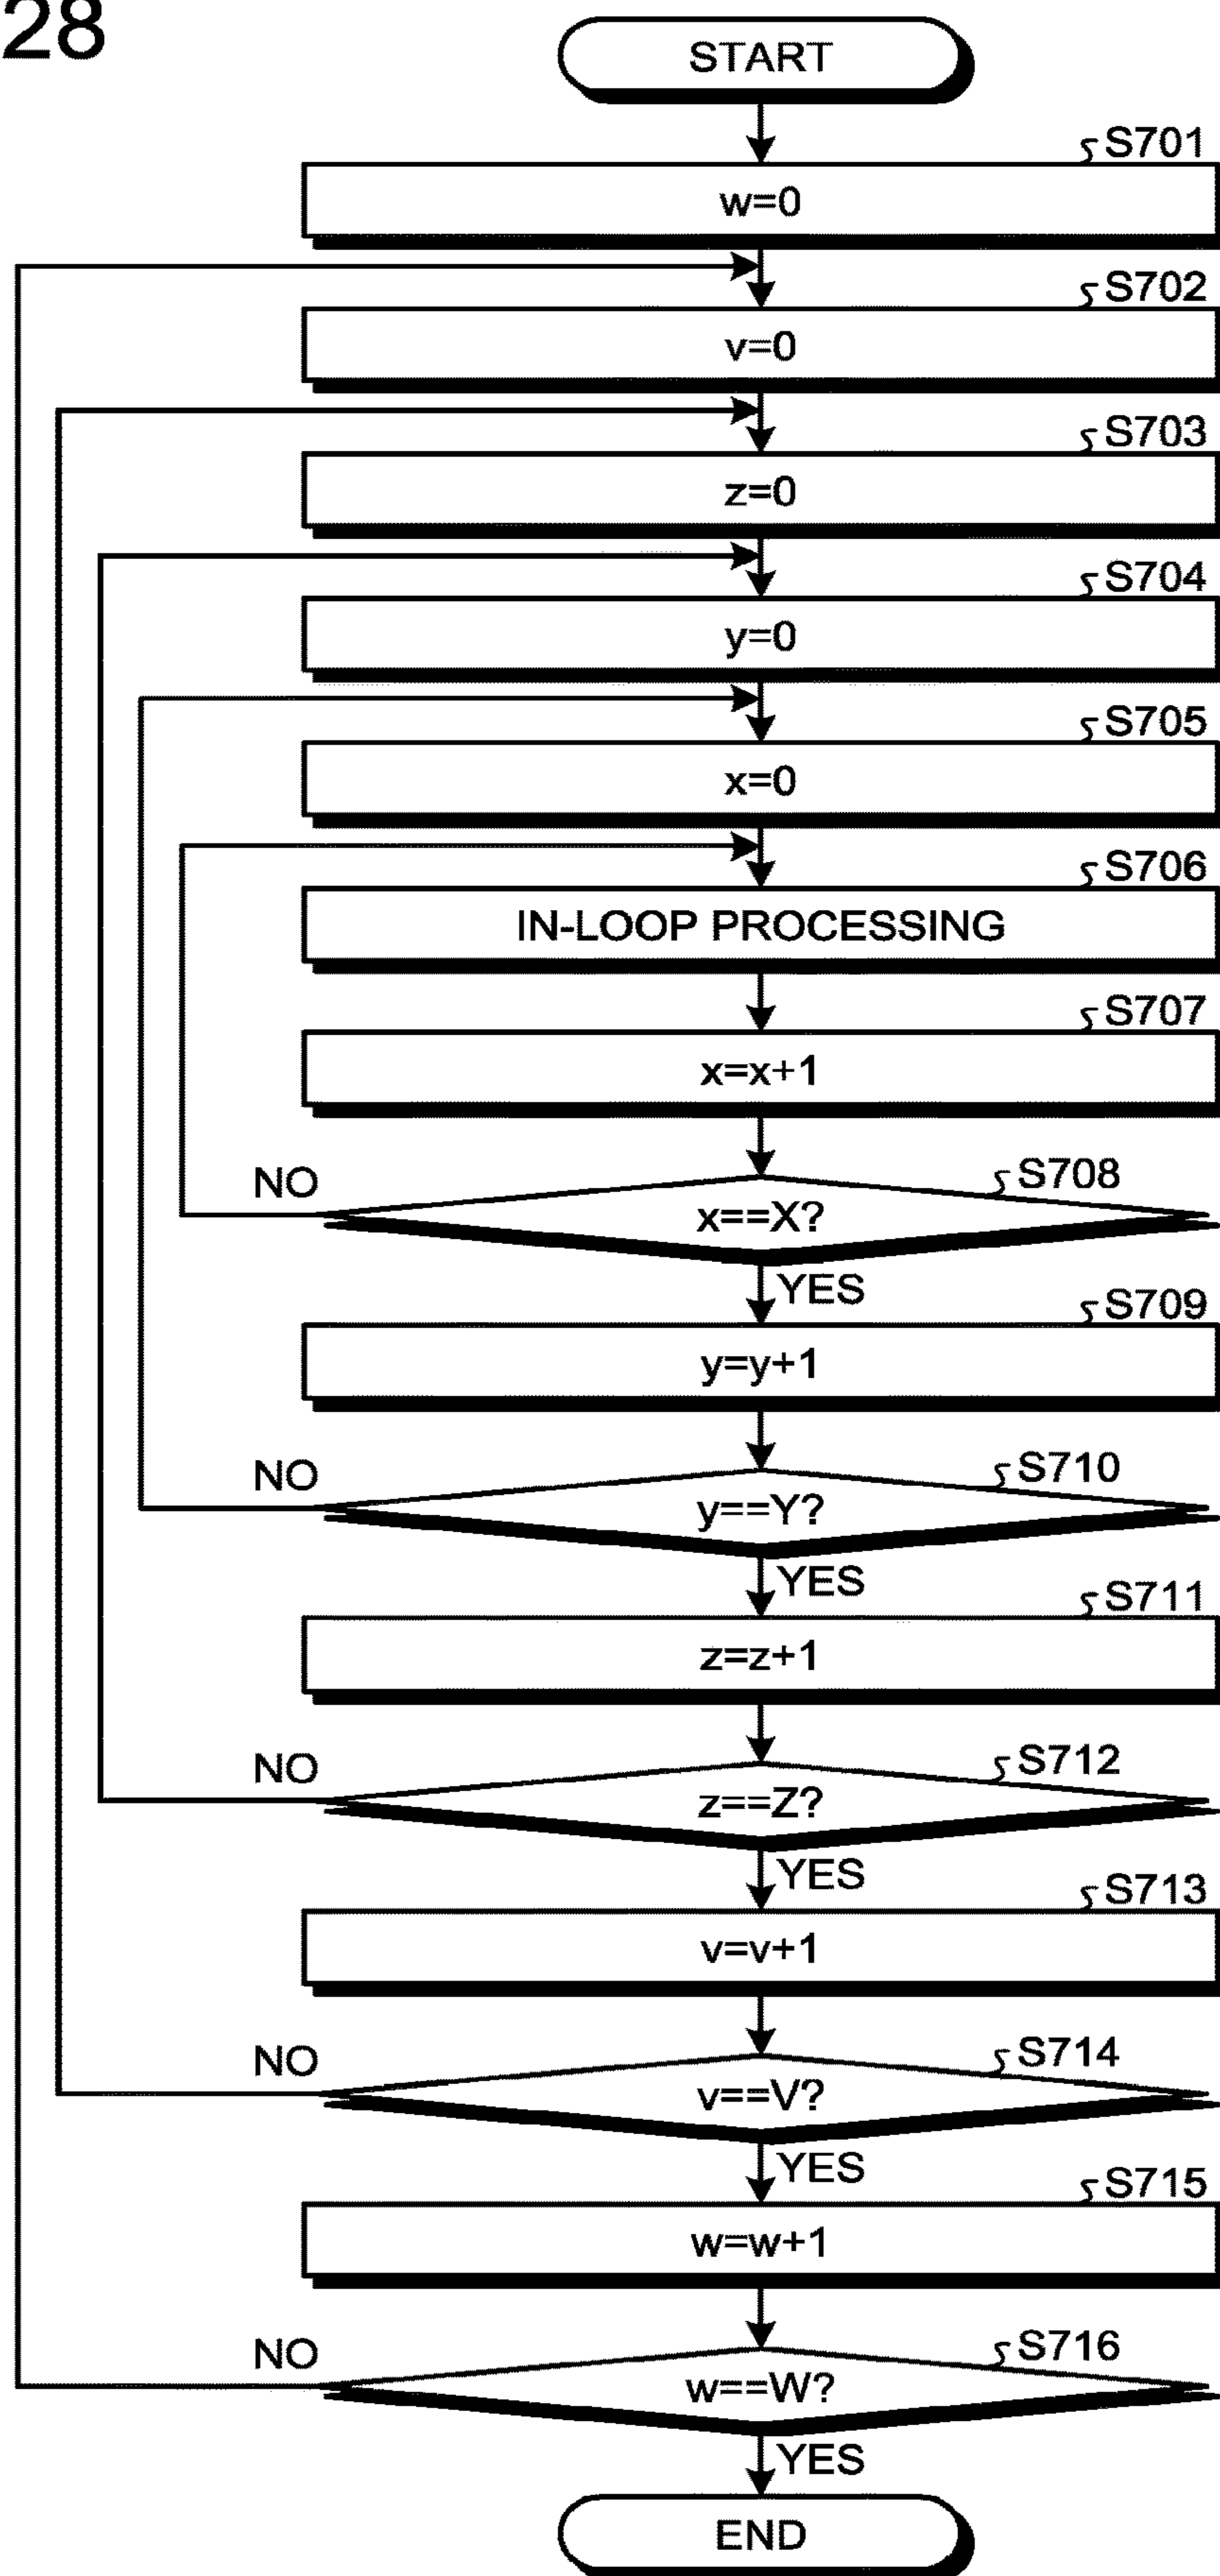 28
START
S701
w=0
S702
v=0
S703
z=0
S704
y=0
S705
x=0
S706
IN-LOOP PROCESSING
S707
x=x+1
S708
NO
x==X?
YES
S709
y=y+1
S710
NO
y==Y?
YES
S711
z=z+1
S712
NO
z==Z?
YES
S713
v=v+1
S714
NO
v==V?
YES
S715
w=w+1
S716
NO
w==W?
YES
END